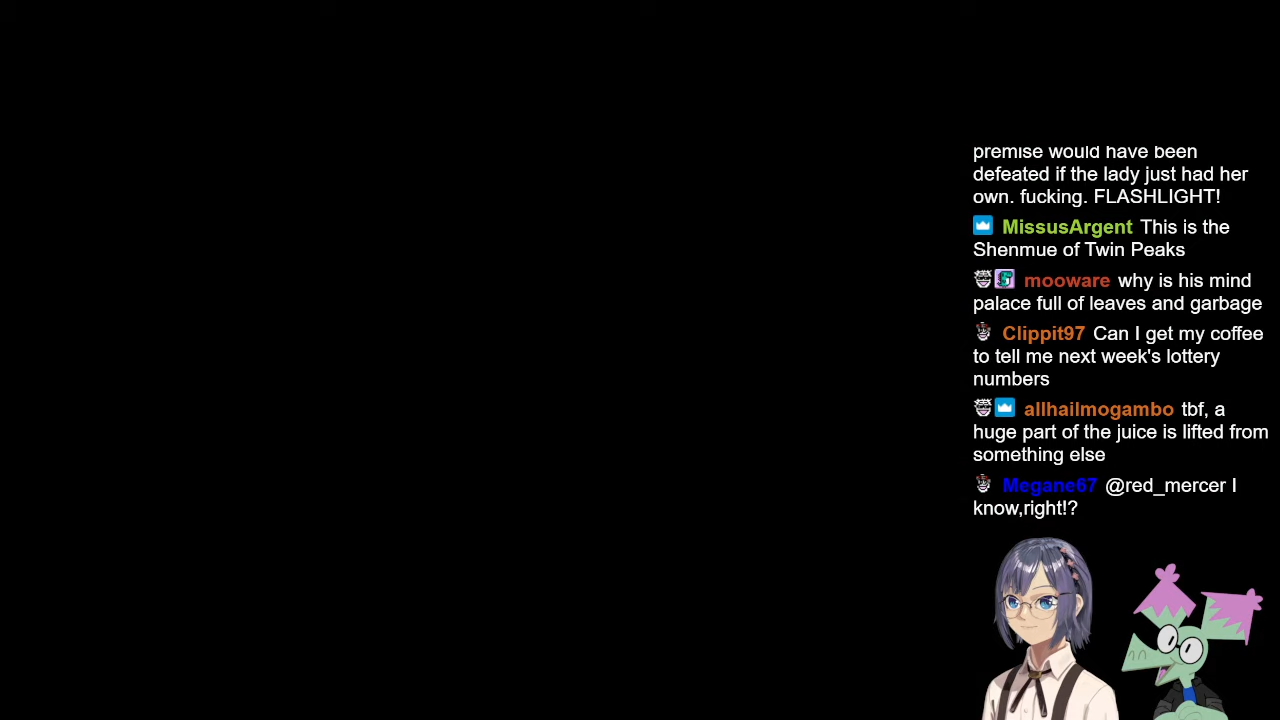 premise would have been
defeated if the lady just had her
own. fucking. FLASHLIGHT!
MissusArgent This is the
Shenmue of Twin Peaks
mooware why is his mind
palace full of leaves and garbage
Clippit97 Can I get my coffee
to tell me next week's lottery
numbers
allhailmogambo tbf, a
huge part of the juice is lifted from
something else
Megane67 @red_mercer I
know,right!?